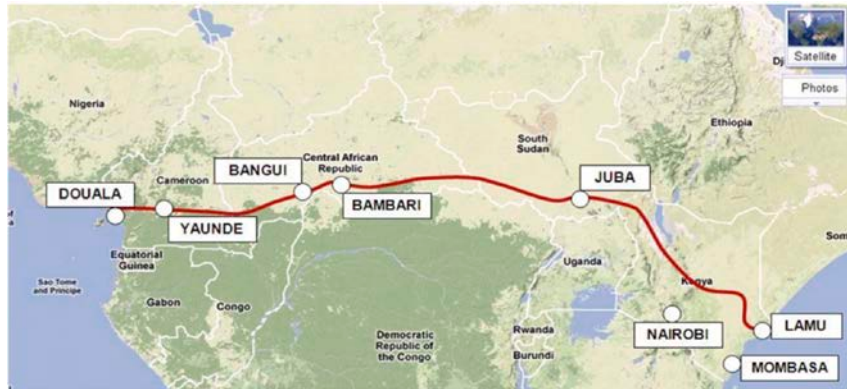 Satellite
Photos
Nigeria
Ethiopia
South
Sudan
BANGUI
Central African
Republic
DOUALA
Cameroon
JUBA
BAMBARI
YAUNDE
Equatorial
Guinea
Uganda
Sao Tome
and Principe
Gabon
Congo
Democratic
Republic of
the Congo
Rwanda
Burundi
NAIROBI
LAMU
MOMBASA